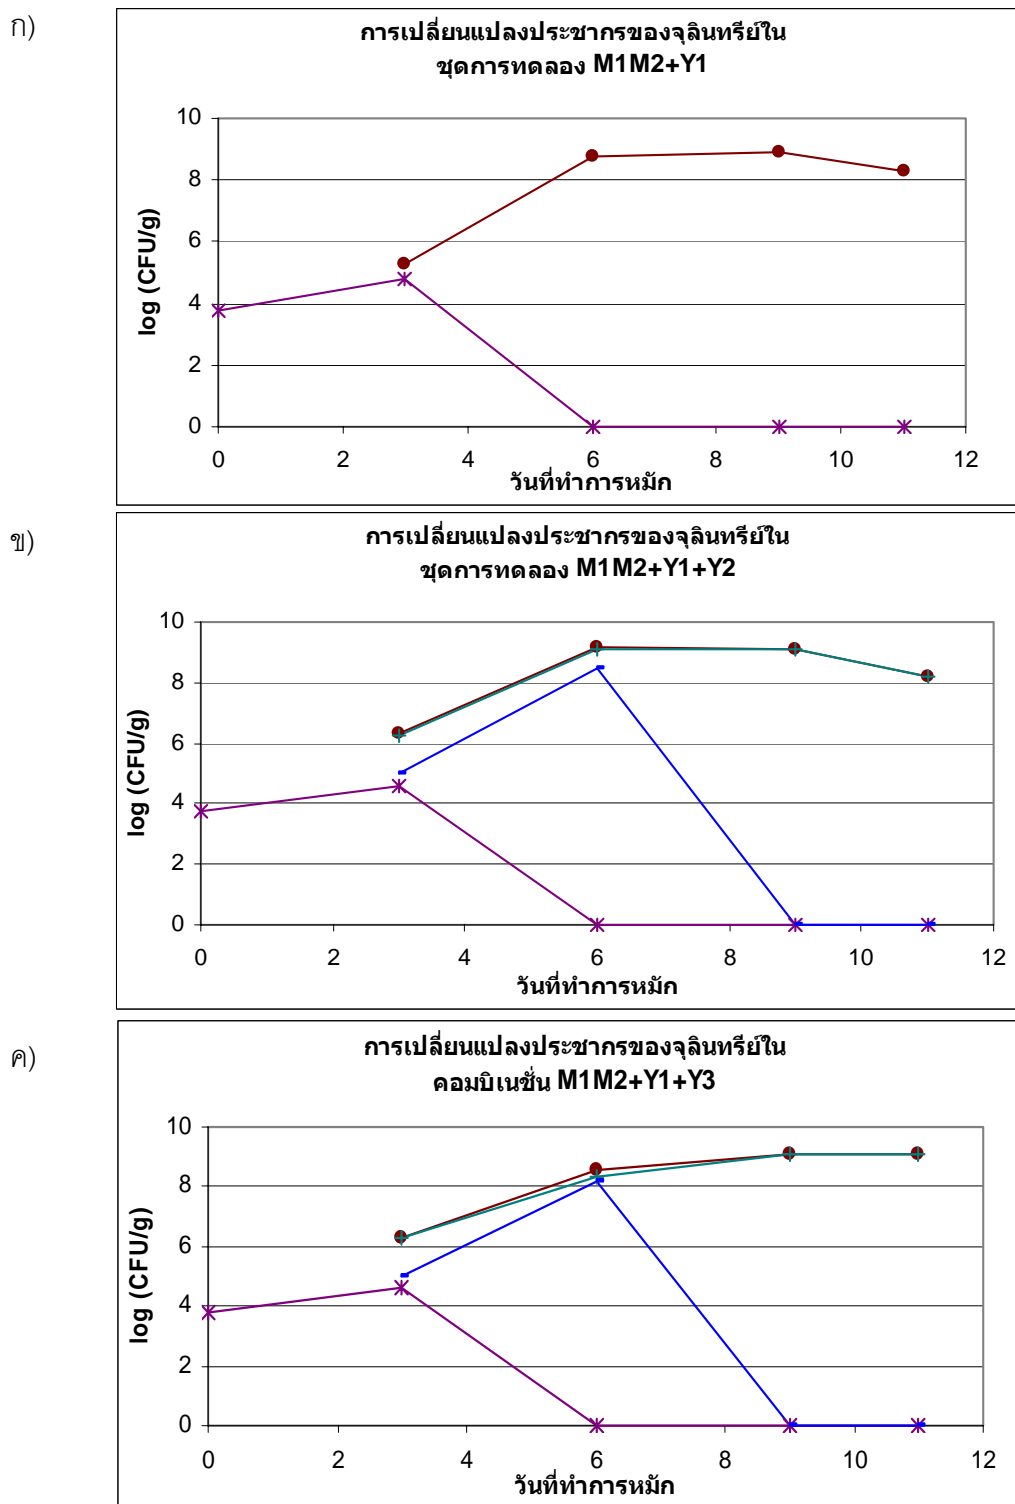 ก)
การเปลี่ยนแปลงประชากรของจุลินทรีย์ใน
ชุดการทดลอง M1M2+Y1
10
8
6
4
2
0
log (CFU/g)
0 2 4 6 8 10 12
วันที่ทำการหมัก
ข)
การเปลี่ยนแปลงประชากรของจุลินทรีย์ใน
ชุดการทดลอง M1M2+Y1+Y2
10
8
6
4
2
0
log (CFU/g)
0 2 4 6 8 10 12
วันที่ทำการหมัก
ค)
การเปลี่ยนแปลงประชากรของจุลินทรีย์ใน
คอมบิเนชั่น M1M2+Y1+Y3
10
8
6
4
2
0
log (CFU/g)
0 2 4 6 8 10 12
วันที่ทำการหมัก